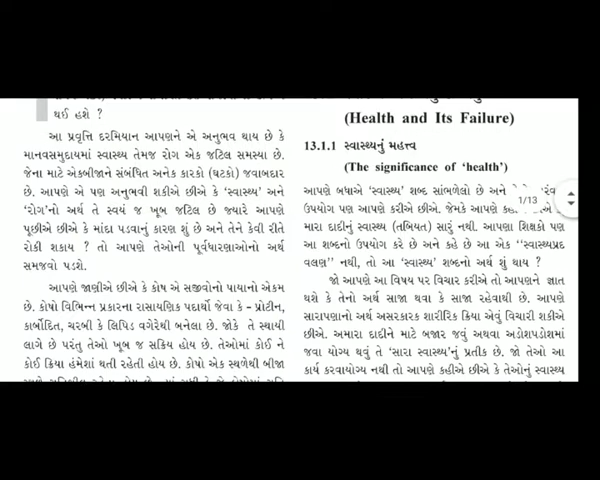 થઈ હશે ?
આ પ્રવૃત્તિ દરમિયાન આપણને એ અનુભવ થાય છે કે
માનવસમુદાયમાં સ્વાસ્થ્ય તેમજ રોગ એક જટિલ સમસ્યા છે.
જેના માટે એકબીજાને સંબંધિત અનેક કારકો (ઘટકો) જવાબદાર
છે. આપણે એ પણ અનુભવી શકીએ છીએ કે ‘સ્વાસ્થ્ય’ અને
‘રોગ’નો અર્થ તે સ્વયં જ ખૂબ જટિલ છે જ્યારે આપણે
પૂછીએ છીએ કે માંદા પડવાનું કારણ શું છે અને તેને કેવી રીતે
રોકી શકાય ? તો આપણે તેઓની પૂર્વધારણાઓનો અર્થ
સમજવો પડશે.
આપણે જાણીએ છીએ કે કોષ એ સજીવોનો પાયાનો એકમ
છે. કોષો વિભિન્ન પ્રકારના રાસાયણિક પદાર્થો જેવા કે - પ્રોટીન,
કાર્બોદિત, ચરબી કે લિપિડ વગેરેથી બનેલા છે. જોકે તે સ્થાયી
લાગે છે પરંતુ તેઓ ખૂબ જ સક્રિય હોય છે. તેઓમાં કોઈ ને
કોઈ ક્રિયા હંમેશાં થતી રહેતી હોય છે. કોષો એક સ્થળેથી બીજા
(Health and Its Failure)
13.1.1 સ્વાસ્થ્યનું મહત્ત્વ
(The significance of ‘health’)
આપણે બધાએ ‘સ્વાસ્થ્ય’ શબ્દ સાંભળેલો છે અને
ઉપયોગ પણ આપણે કરીએ છીએ. જેમકે આપણે
મારા દાદીનું સ્વાસ્થ્ય (તબિયત) સારું નથી. આપણા શિક્ષકો પણ
આ શબ્દનો ઉપયોગ કરે છે અને કહે છે આ એક “સ્વાસ્થ્યપ્રદ
વલણ” નથી, તો આ ‘સ્વાસ્થ્ય’ શબ્દનો અર્થ શું થાય ?
જો આપણે આ વિષય પર વિચાર કરીએ તો આપણને જ્ઞાત
થશે કે તેનો અર્થ સાજા થવા કે સાજા રહેવાથી છે. આપણે
સારાપણાનો અર્થ અસરકારક શારીરિક ક્રિયા એવું વિચારી શકીએ
છીએ. અમારા દાદીને માટે બજાર જવું અથવા અડોશપડોશમાં
જવા યોગ્ય થવું તે ‘સારા સ્વાસ્થ્ય’નું પ્રતીક છે. જો તેઓ આ
કાર્ય કરવાયોગ્ય નથી તો આપણે કહીએ છીએ કે તેઓનું સ્વાસ્થ્ય
1/13